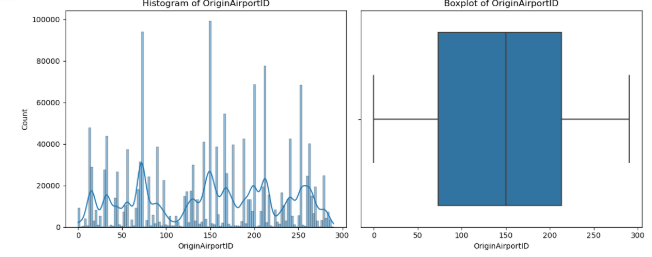 Histogram of OriginAirportID
100000
80000
60000
40000
20000
0
Count
0 50 100 150 200 250 300
OriginAirportID
Boxplot of OriginAirportID
0 50 100 150 200 250 300
OriginAirportID